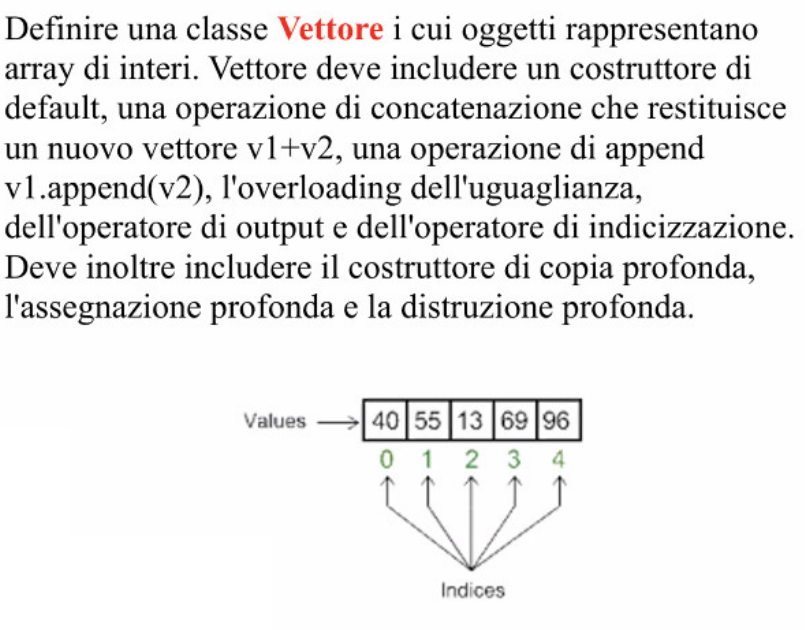 Definire una classe Vettore i cui oggetti rappresentano
array di interi. Vettore deve includere un costruttore di
default, una operazione di concatenazione che restituisce
un nuovo vettore v1+v2, una operazione di append
v1.append(v2), l'overloading dell'uguaglianza,
dell'operatore di output e dell'operatore di indicizzazione.
Deve inoltre includere il costruttore di copia profonda,
l'assegnazione profonda e la distruzione profonda.
Values 40 55 13 69 96
0 1 2 3 4
Indices